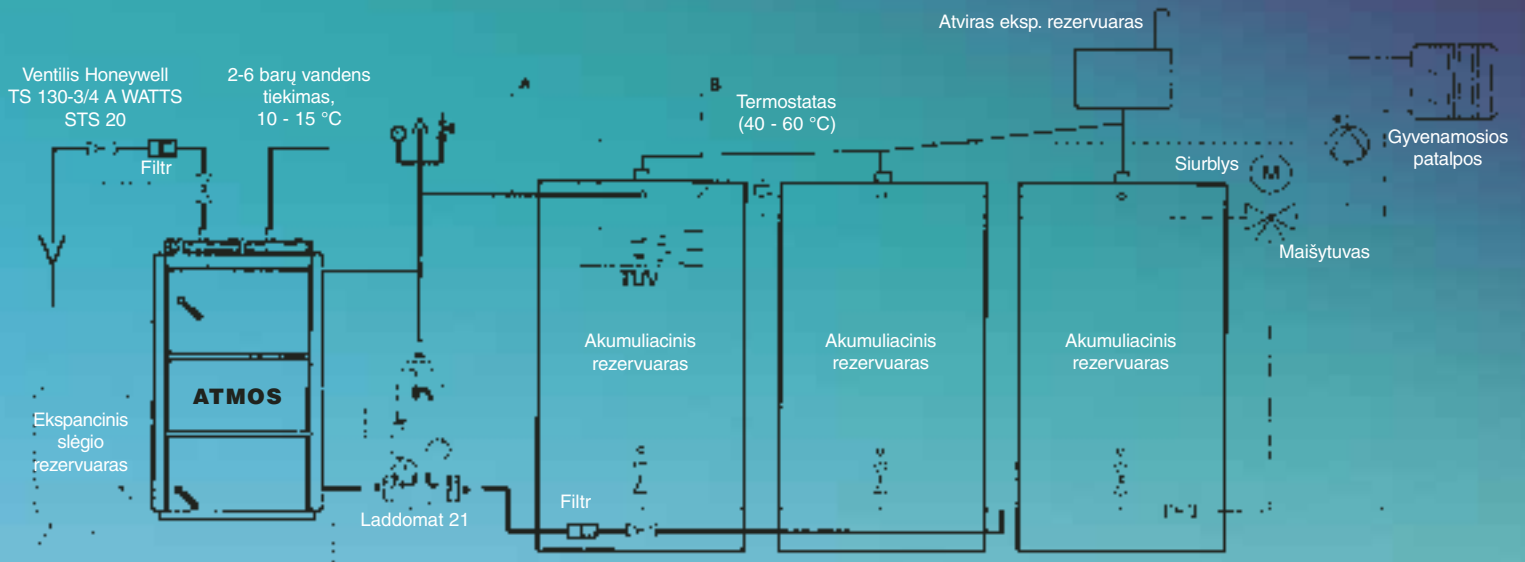 Atviras eksp. rezervuaras
Ventilis Honeywell
TS 130-3/4 A WATTS
STS 20
2-6 barų vandens
tiekimas,
10 - 15 °C
A
B
Termostatas
(40 - 60 °C)
Filtr
Siurblys
M
Gyvenamosios
patalpos
Maišytuvas
TUV
Akumuliacinis
rezervuaras
Akumuliacinis
rezervuaras
Akumuliacinis
rezervuaras
ATMOS
Ekspancinis
slėgio
rezervuaras
Laddomat 21
Filtr